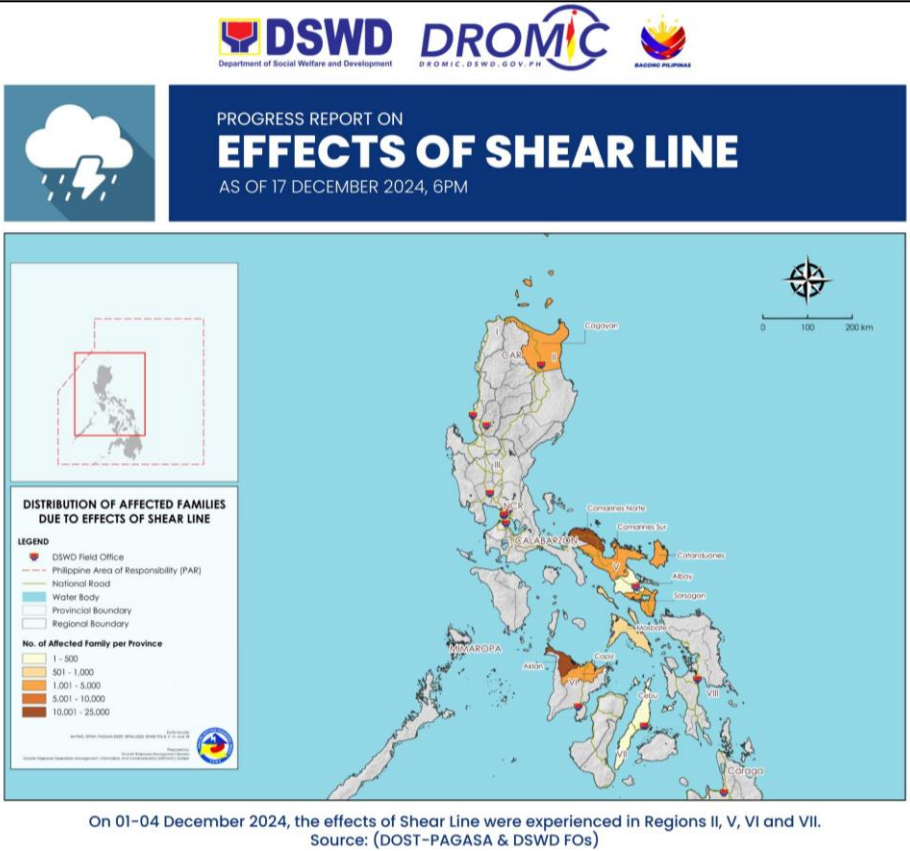 DSWD
Department of Social Welfare and Development
DROMIC
DROMIC.DSWD.GOV.PH
BAGONG PILIPINAS
PROGRESS REPORT ON
EFFECTS OF SHEAR LINE
AS OF 17 DECEMBER 2024, 6PM
0 100 200 km
I
Cagayan
CAR
II
III
NCR
CALABARZON
Camarines Norte
Camarines Sur
Catanduanes
V
Albay
Sorsogon
Masbate
MIMAROPA
Aklan
Capiz
VI
Cebu
VIII
VII
Caraga
DISTRIBUTION OF AFFECTED FAMILIES
DUE TO EFFECTS OF SHEAR LINE
LEGEND
DSWD Field Office
Philippine Area of Responsibility (PAR)
National Road
Water Body
Provincial Boundary
Regional Boundary
No. of Affected Family per Province
1 - 500
501 - 1,000
1,001 - 5,000
5,001 - 10,000
10,001 - 25,000
Data Source:
Prepared by:
On 01-04 December 2024, the effects of Shear Line were experienced in Regions II, V, VI and VII.
Source: (DOST-PAGASA & DSWD FOs)